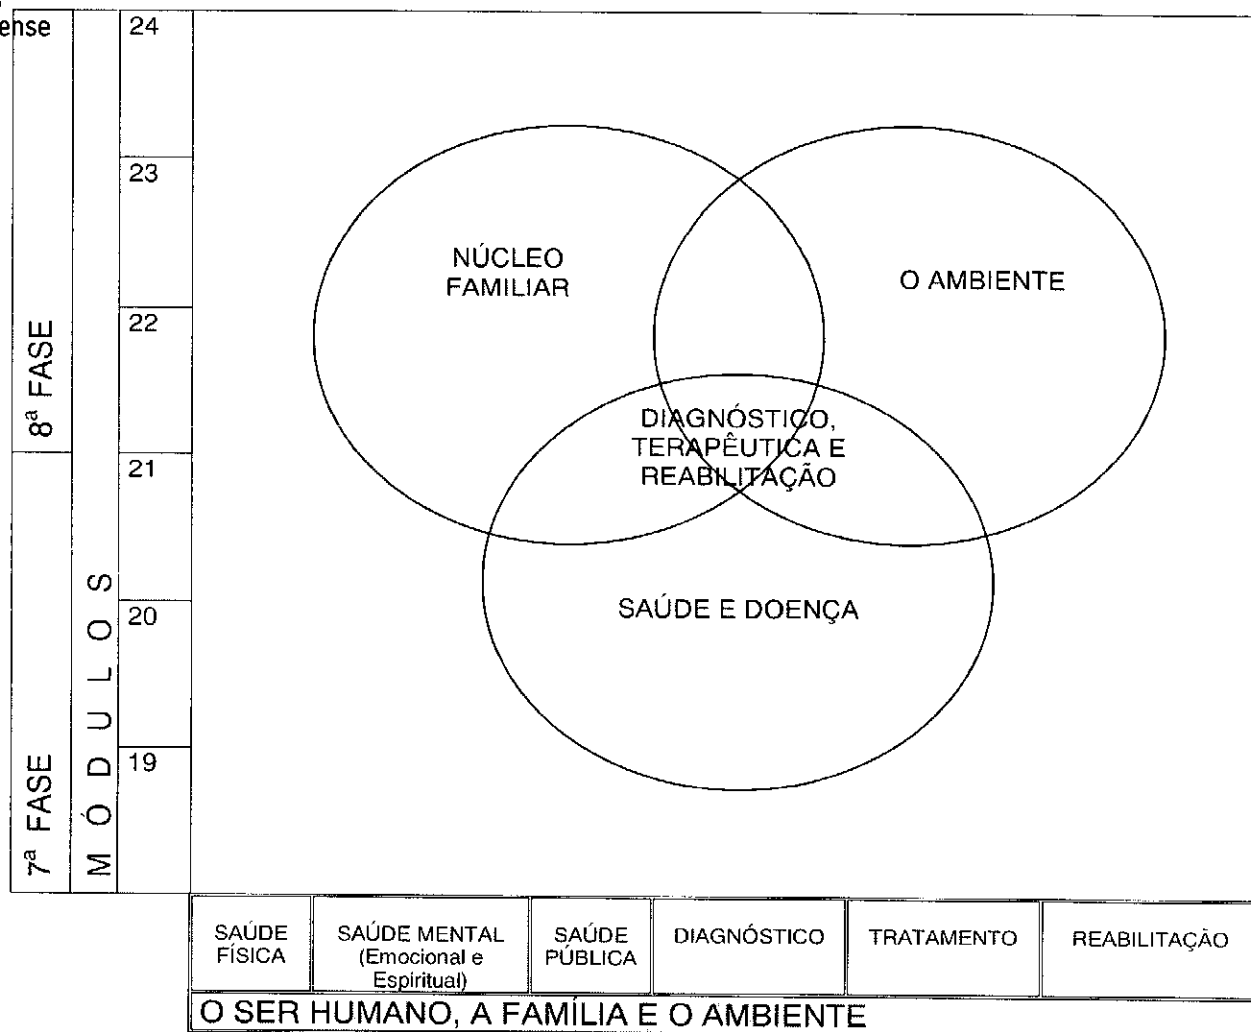 ense
24
23
22
21
20
19
8ª FASE
7ª FASE
MÓDULOS
NÚCLEO
FAMILIAR
O AMBIENTE
DIAGNÓSTICO,
TERAPÊUTICA E
REABILITAÇÃO
SAÚDE E DOENÇA
SAÚDE
FÍSICA
SAÚDE MENTAL
(Emocional e
Espiritual)
SAÚDE
PÚBLICA
DIAGNÓSTICO
TRATAMENTO
REABILITAÇÃO
O SER HUMANO, A FAMÍLIA E O AMBIENTE